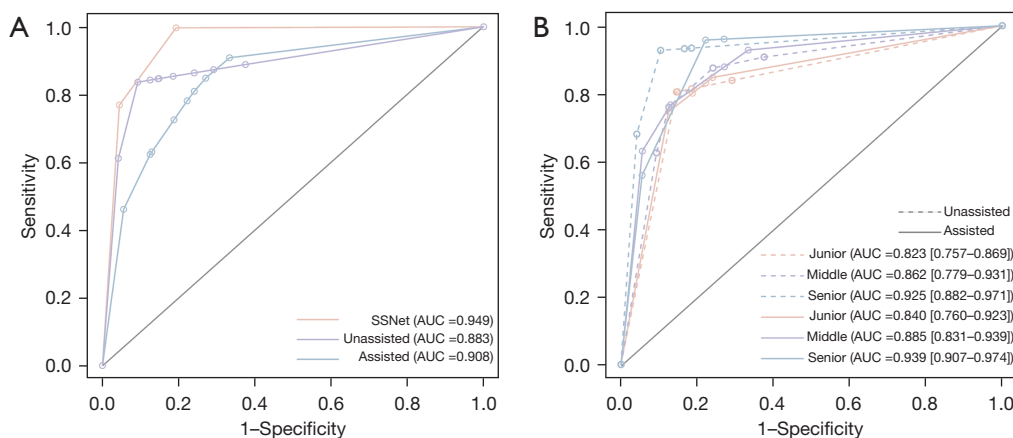 A
1.0
0.8
0.6
0.4
0.2
0.0
Sensitivity
0.0 0.2 0.4 0.6 0.8 1.0
1–Specificity
SSNet (AUC =0.949)
Unassisted (AUC =0.883)
Assisted (AUC =0.908)
B
1.0
0.8
0.6
0.4
0.2
0.0
Sensitivity
0.0 0.2 0.4 0.6 0.8 1.0
1–Specificity
Unassisted
Assisted
Junior (AUC =0.823 [0.757–0.869])
Middle (AUC =0.862 [0.779–0.931])
Senior (AUC =0.925 [0.882–0.971])
Junior (AUC =0.840 [0.760–0.923])
Middle (AUC =0.885 [0.831–0.939])
Senior (AUC =0.939 [0.907–0.974])